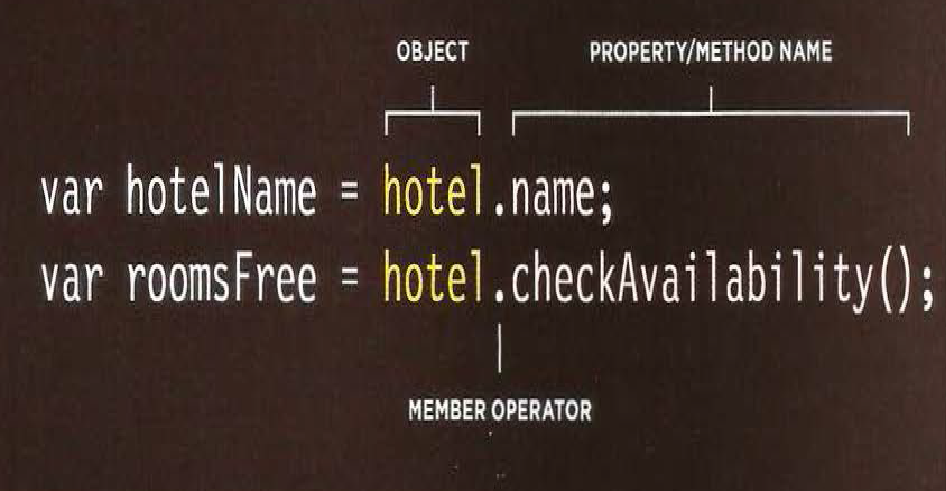 OBJECT PROPERTY/METHOD NAME
var hotelName = hotel.name;
var roomsFree = hotel.checkAvailability();
MEMBER OPERATOR